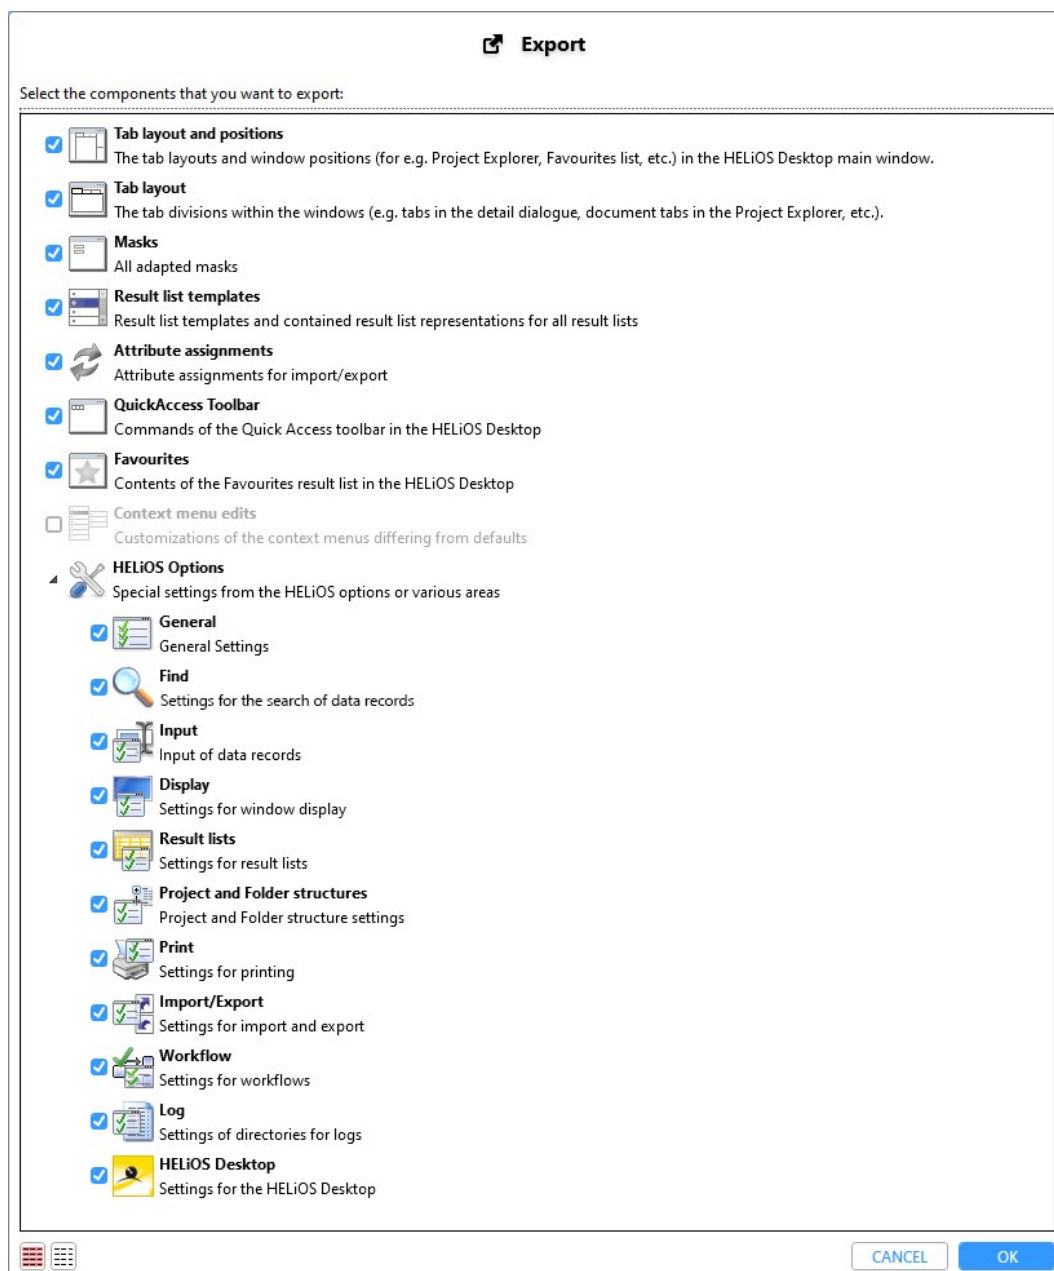 Export
Select the components that you want to export:
Tab layout and positions
The tab layouts and window positions (for e.g. Project Explorer, Favourites list, etc.) in the HELiOS Desktop main window.
Tab layout
The tab divisions within the windows (e.g. tabs in the detail dialogue, document tabs in the Project Explorer, etc.).
Masks
All adapted masks
Result list templates
Result list templates and contained result list representations for all result lists
Attribute assignments
Attribute assignments for import/export
QuickAccess Toolbar
Commands of the Quick Access toolbar in the HELiOS Desktop
Favourites
Contents of the Favourites result list in the HELiOS Desktop
Context menu edits
Customizations of the context menus differing from defaults
HELiOS Options
Special settings from the HELiOS options or various areas
General
General Settings
Find
Settings for the search of data records
Input
Input of data records
Display
Settings for window display
Result lists
Settings for result lists
Project and Folder structures
Project and Folder structure settings
Print
Settings for printing
Import/Export
Settings for import and export
Workflow
Settings for workflows
Log
Settings of directories for logs
HELiOS Desktop
Settings for the HELiOS Desktop
CANCEL OK